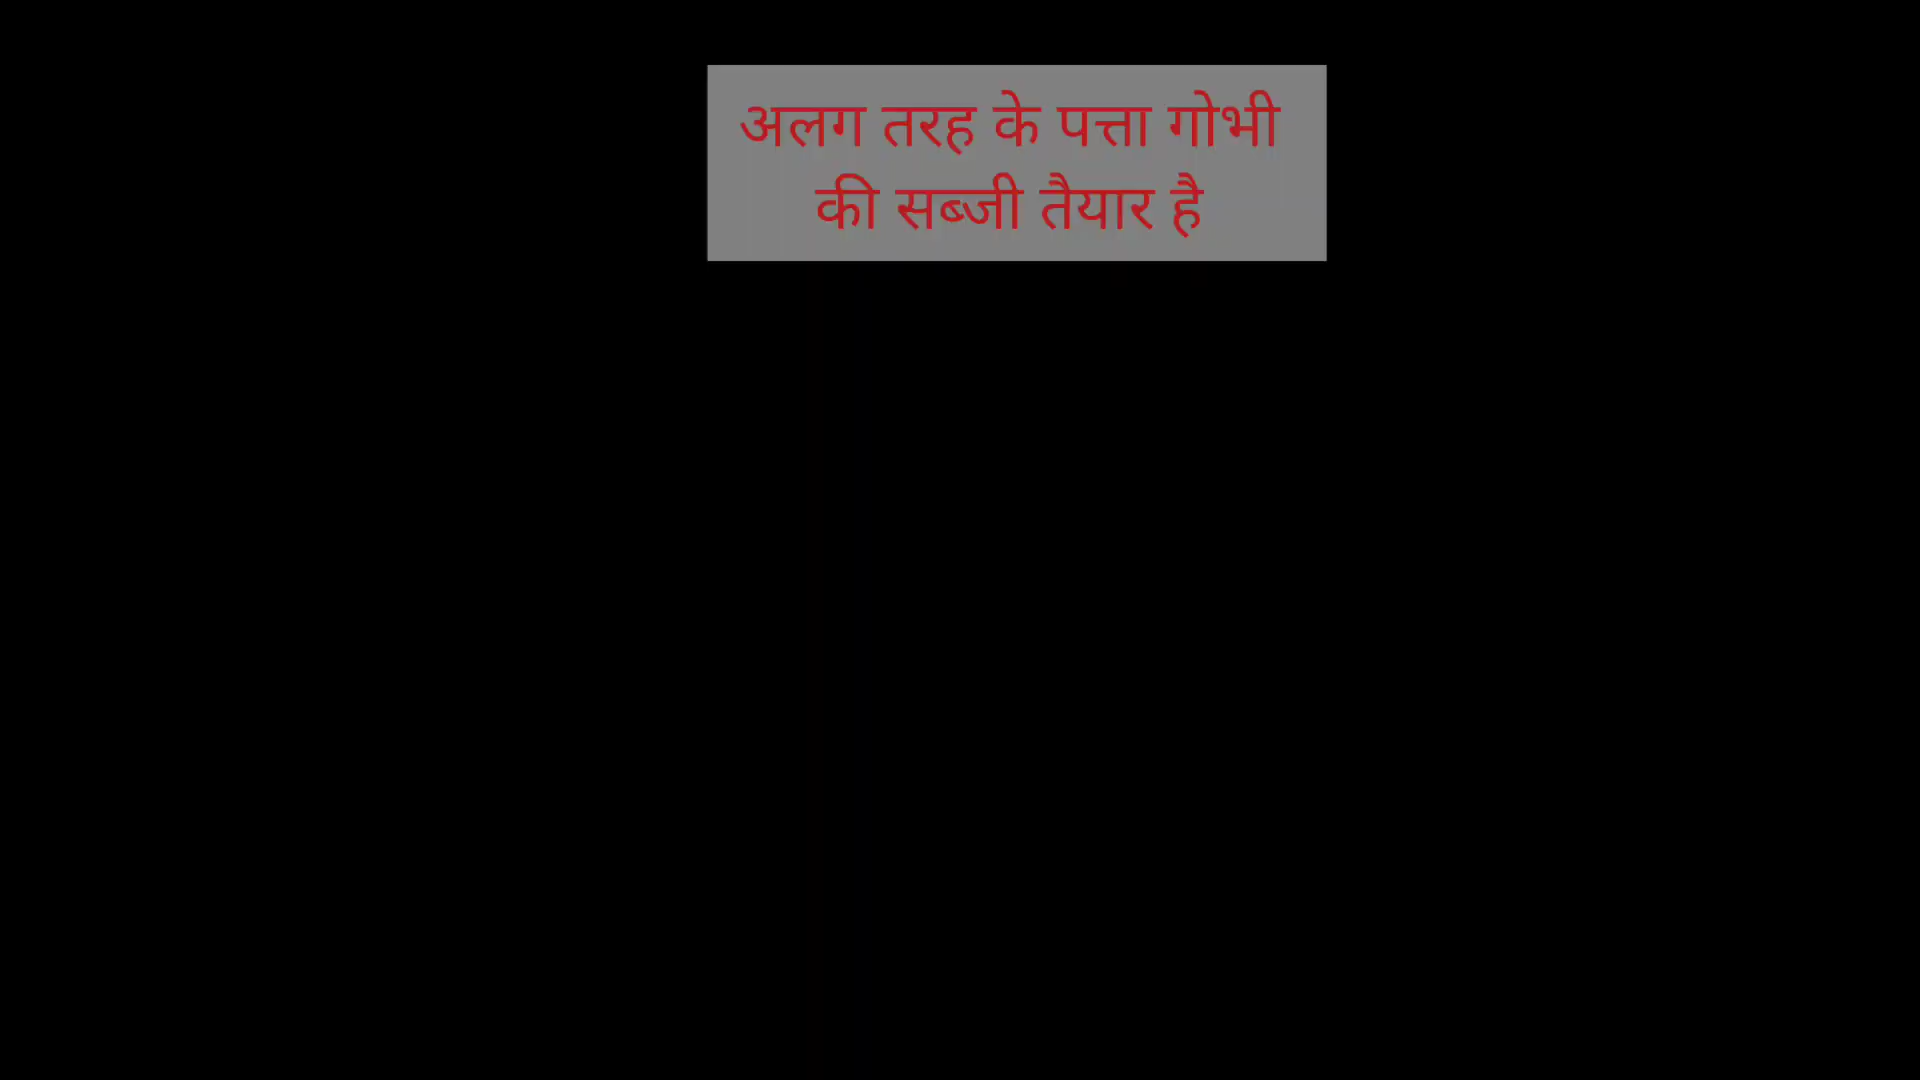 अलग तरह के पत्ता गोभी
की सब्जी तैयार है